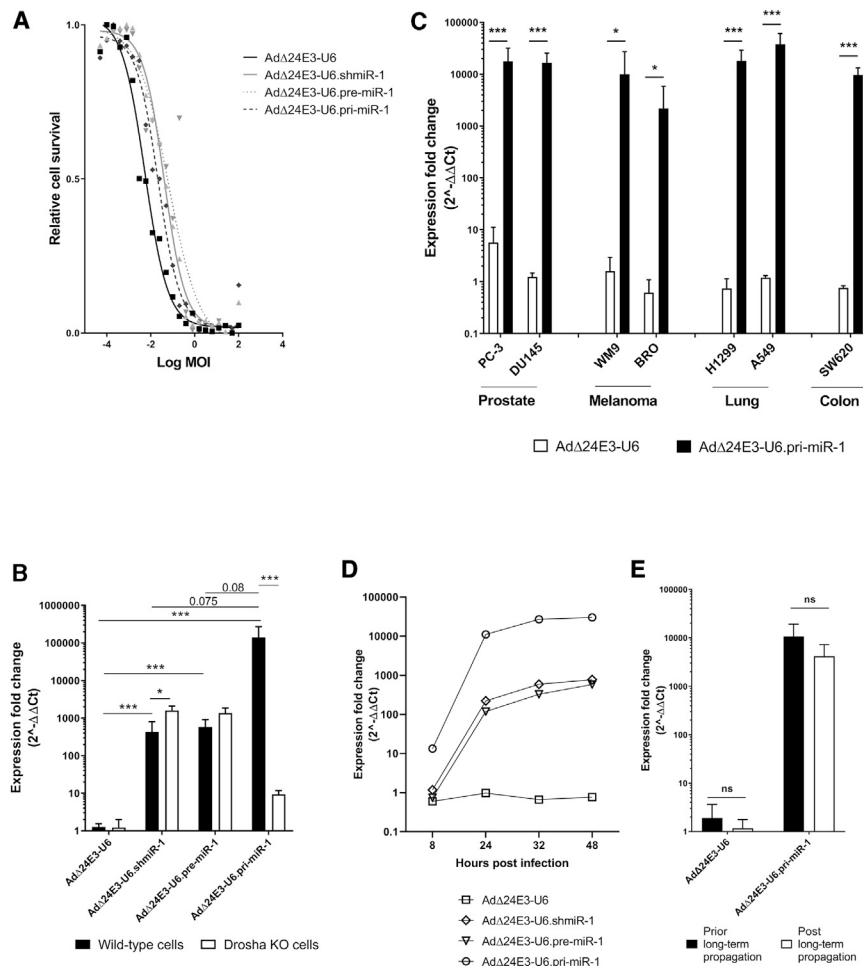 A
Relative cell survival
1.0
0.5
0.0
-4
-2
0
2
4
Log MOI
AdΔ24E3-U6
AdΔ24E3-U6.shmiR-1
AdΔ24E3-U6.pre-miR-1
AdΔ24E3-U6.pri-miR-1
C
Expression fold change
(2^-ΔΔCt)
100000
10000
1000
100
10
1
0.1
***
***
*
*
***
***
***
PC-3
DU145
WM9
BRO
H1299
A549
SW620
Prostate
Melanoma
Lung
Colon
AdΔ24E3-U6
AdΔ24E3-U6.pri-miR-1
B
Expression fold change
(2^-ΔΔCt)
1000000
100000
10000
1000
100
10
1
0.08
***
0.075
***
***
*
***
AdΔ24E3-U6
AdΔ24E3-U6.shmiR-1
AdΔ24E3-U6.pre-miR-1
AdΔ24E3-U6.pri-miR-1
Wild-type cells
Drosha KO cells
D
Expression fold change
(2^-ΔΔCt)
100000
10000
1000
100
10
1
0.1
8
24
32
48
Hours post infection
AdΔ24E3-U6
AdΔ24E3-U6.shmiR-1
AdΔ24E3-U6.pre-miR-1
AdΔ24E3-U6.pri-miR-1
E
Expression fold change
(2^-ΔΔCt)
100000
10000
1000
100
10
1
ns
ns
AdΔ24E3-U6
AdΔ24E3-U6.pri-miR-1
Prior
long-term
propagation
Post
long-term
propagation